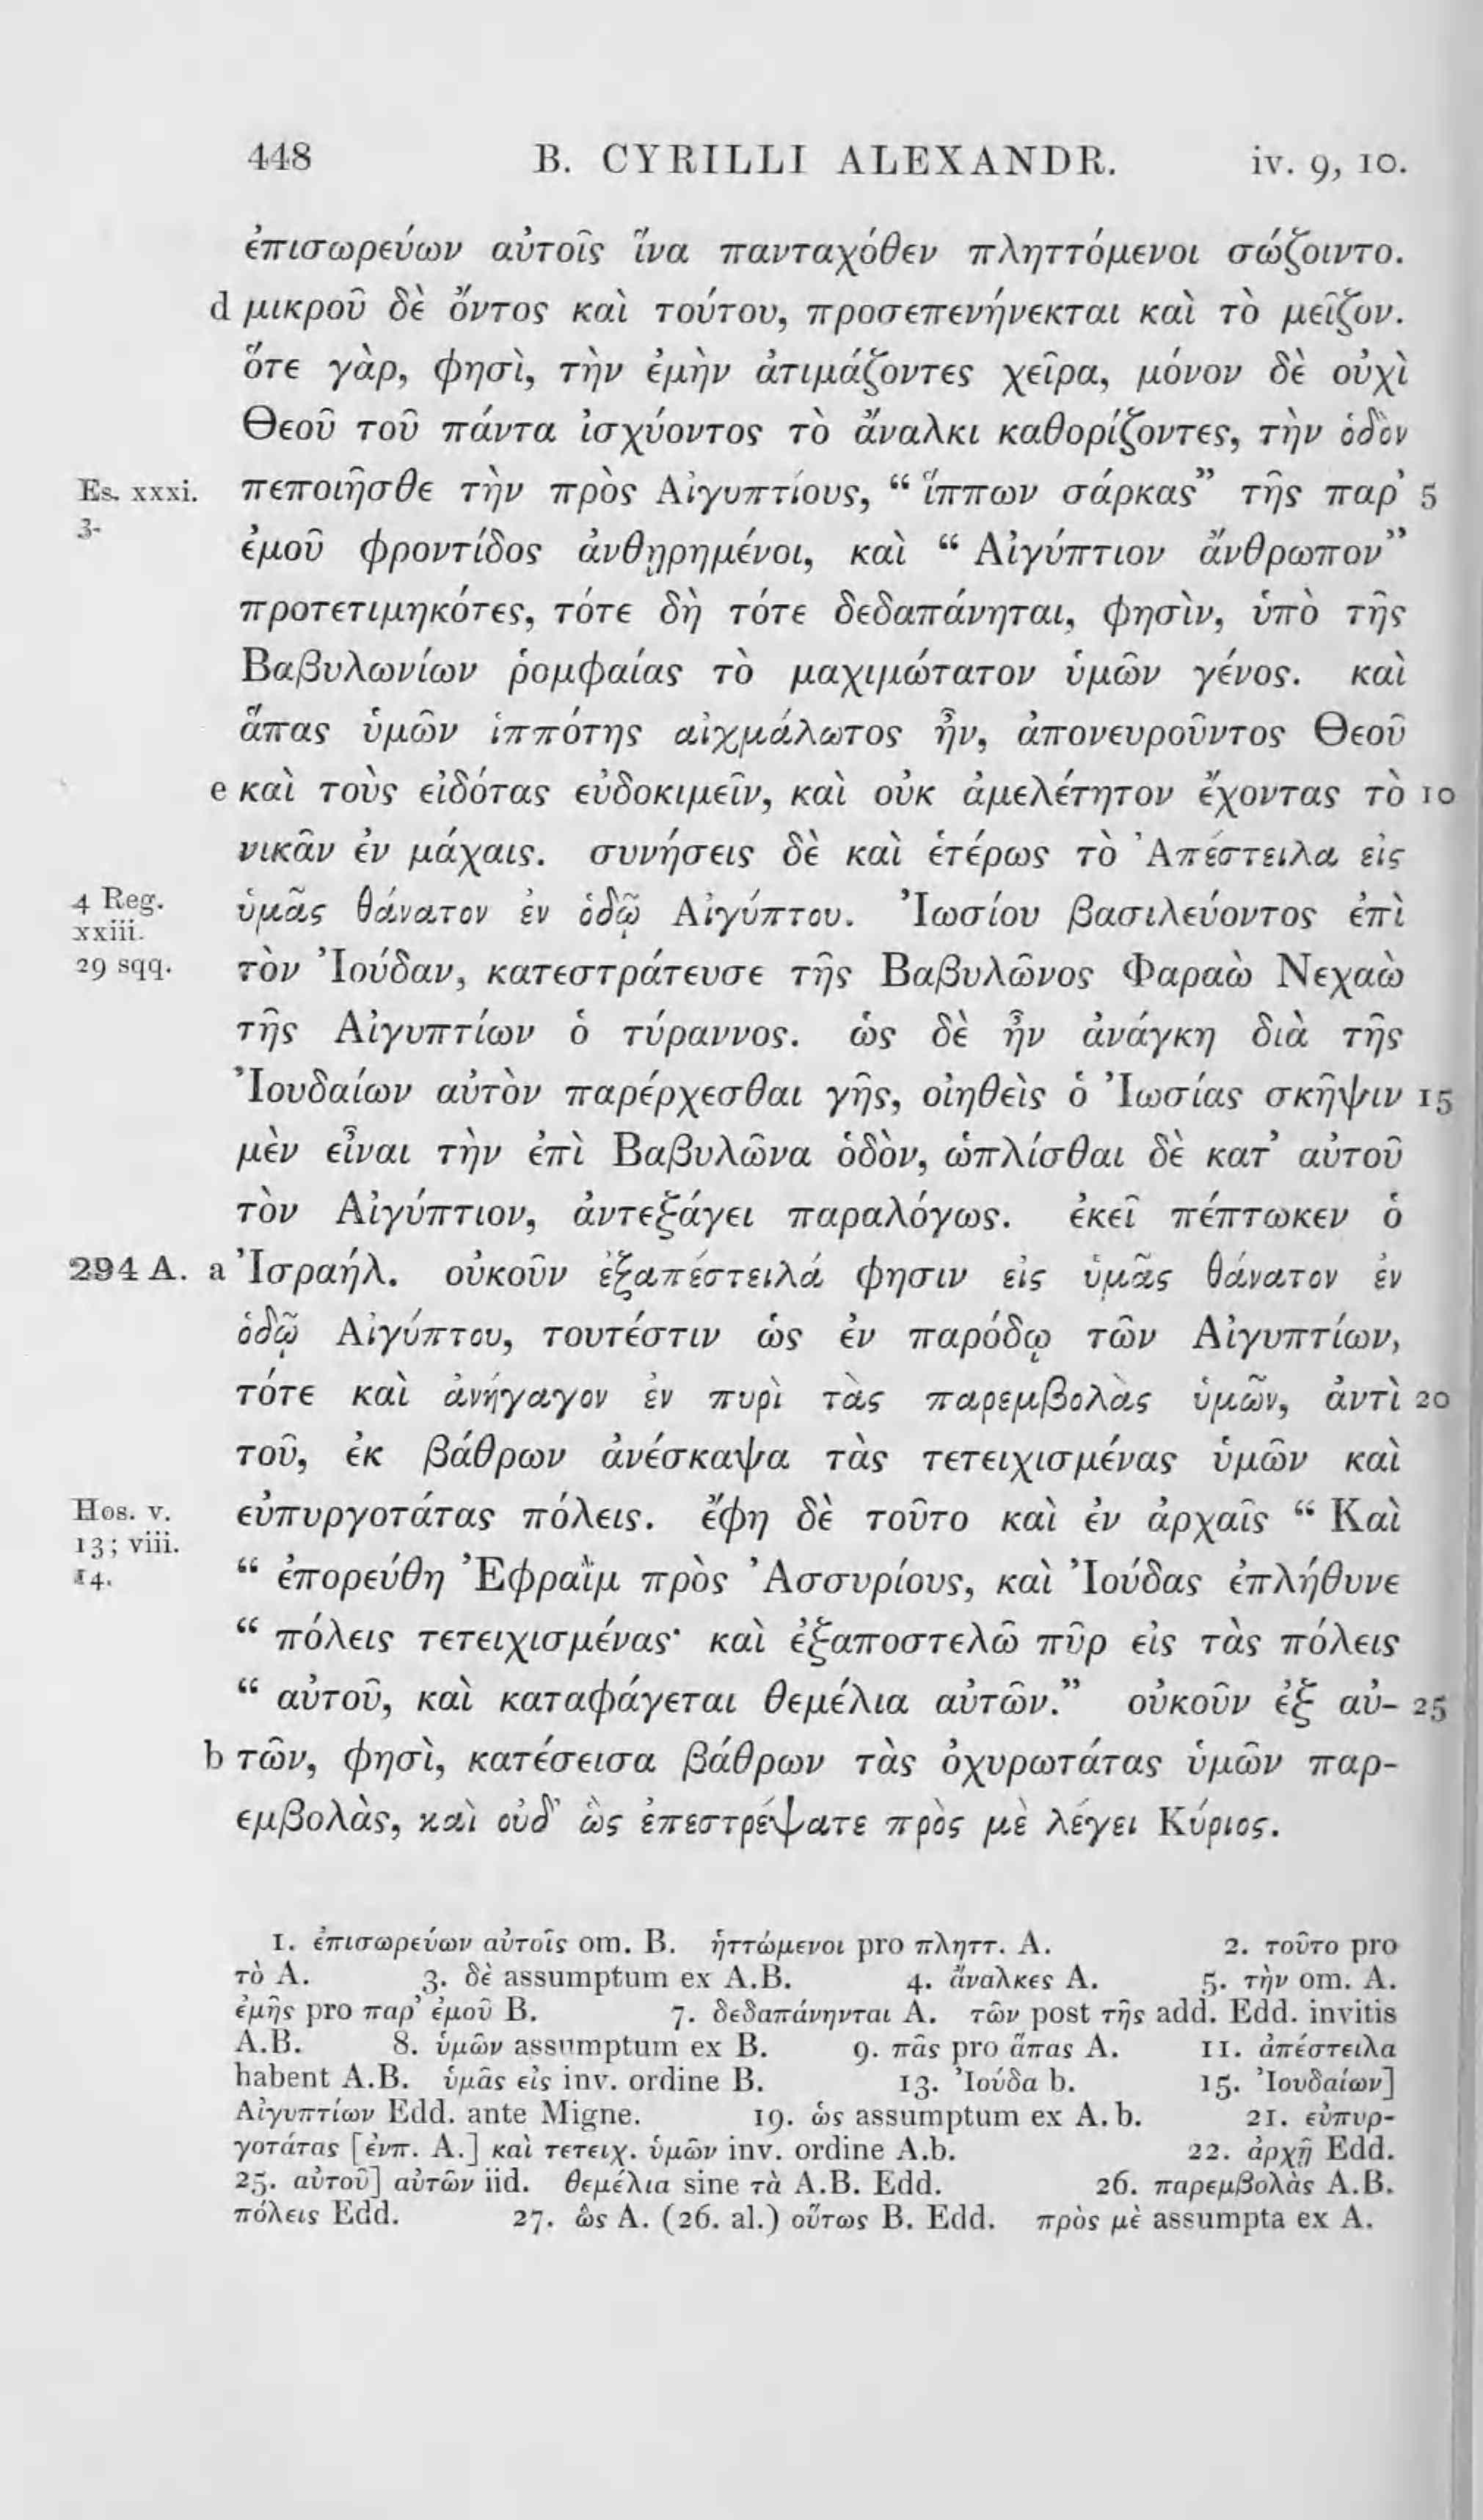 448 B. CYRILLI ALEXANDR. iv. 9, 10.
ἐπισωρεύων αὐτοῖς ἵνα πανταχόθεν πληττόμενοι σώζοιντο.
d μικροῦ δὲ ὄντος καὶ τούτου, προσεπενήνεκται καὶ τὸ μεῖζον.
ὅτε γὰρ, φησὶ, τὴν ἐμὴν ἀτιμάζοντες χεῖρα, μόνον δὲ οὐχὶ
Θεοῦ τοῦ πάντα ἰσχύοντος τὸ ἄναλκι καθορίζοντες, τὴν ὁδὸν
Es. xxxi. πεποιῆσθε τὴν πρὸς Αἰγυπτίους, “ ἵππων σάρκας” τῆς παρ’ 5
3. ἐμοῦ φροντίδος ἀνθῃρημένοι, καὶ “ Αἰγύπτιον ἄνθρωπον”
προτετιμηκότες, τότε δὴ τότε δεδαπάνηται, φησὶν, ὑπὸ τῆς
Βαβυλωνίων ῥομφαίας τὸ μαχιμώτατον ὑμῶν γένος. καὶ
ἅπας ὑμῶν ἱππότης αἰχμάλωτος ἦν, ἀπονευροῦντος Θεοῦ
e καὶ τοὺς εἰδότας εὐδοκιμεῖν, καὶ οὐκ ἀμελέτητον ἔχοντας τὸ 10
νικᾶν ἐν μάχαις. συνήσεις δὲ καὶ ἑτέρως τὸ Ἀπέστειλα εἰς
4 Reg. ὑμᾶς θάνατον ἐν ὁδῷ Αἰγύπτου. Ἰωσίου βασιλεύοντος ἐπὶ
xxiii.
29 sqq. τὸν Ἰούδαν, κατεστράτευσε τῆς Βαβυλῶνος Φαραὼ Νεχαὼ
τῆς Αἰγυπτίων ὁ τύραννος. ὡς δὲ ἦν ἀνάγκη διὰ τῆς
Ἰουδαίων αὐτὸν παρέρχεσθαι γῆς, οἰηθεὶς ὁ Ἰωσίας σκῆψιν 15
μὲν εἶναι τὴν ἐπὶ Βαβυλῶνα ὁδὸν, ὡπλίσθαι δὲ κατ’ αὐτοῦ
τὸν Αἰγύπτιον, ἀντεξάγει παραλόγως. ἐκεῖ πέπτωκεν ὁ
294 A. a Ἰσραήλ. οὐκοῦν ἐξαπέστειλά φησιν εἰς ὑμᾶς θάνατον ἐν
ὁδῷ Αἰγύπτου, τουτέστιν ὡς ἐν παρόδῳ τῶν Αἰγυπτίων,
τότε καὶ ἀνήγαγον ἐν πυρὶ τὰς παρεμβολὰς ὑμῶν, ἀντὶ 20
τοῦ, ἐκ βάθρων ἀνέσκαψα τὰς τετειχισμένας ὑμῶν καὶ
Hos. v. εὐπυργοτάτας πόλεις. ἔφη δὲ τοῦτο καὶ ἐν ἀρχαῖς “ Καὶ
13; viii.
14. “ ἐπορεύθη Ἐφραῒμ πρὸς Ἀσσυρίους, καὶ Ἰούδας ἐπλήθυνε
“ πόλεις τετειχισμένας· καὶ ἐξαποστελῶ πῦρ εἰς τὰς πόλεις
“ αὐτοῦ, καὶ καταφάγεται θεμέλια αὐτῶν.” οὐκοῦν ἐξ αὐ- 25
b τῶν, φησὶ, κατέσεισα βάθρων τὰς ὀχυρωτάτας ὑμῶν παρ-
εμβολὰς, καὶ οὐδ’ ὣς ἐπεστρέψατε πρὸς μὲ λέγει Κύριος.
1. ἐπισωρεύων αὐτοῖς om. B. ἡττώμενοι pro πληττ. A. 2. τοῦτο pro
τὸ A. 3. δὲ assumptum ex A.B. 4. ἄναλκες A. 5. τὴν om. A.
ἐμῆς pro παρ’ ἐμοῦ B. 7. δεδαπάνηνται A. τῶν post τῆς add. Edd. invitis
A.B. 8. ὑμῶν assumptum ex B. 9. πᾶς pro ἅπας A. 11. ἀπέστειλα
habent A.B. ὑμᾶς εἰς inv. ordine B. 13. Ἰούδα b. 15. Ἰουδαίων]
Αἰγυπτίων Edd. ante Migne. 19. ὡς assumptum ex A.b. 21. εὐπυρ-
γοτάτας [ἐνπ. A.] καὶ τετειχ. ὑμῶν inv. ordine A.b. 22. ἀρχῇ Edd.
25. αὐτοῦ] αὐτῶν iid. θεμέλια sine τὰ A.B. Edd. 26. παρεμβολὰς A.B.
πόλεις Edd. 27. ὣς A. (26. al.) οὕτως B. Edd. πρὸς μὲ assumpta ex A.